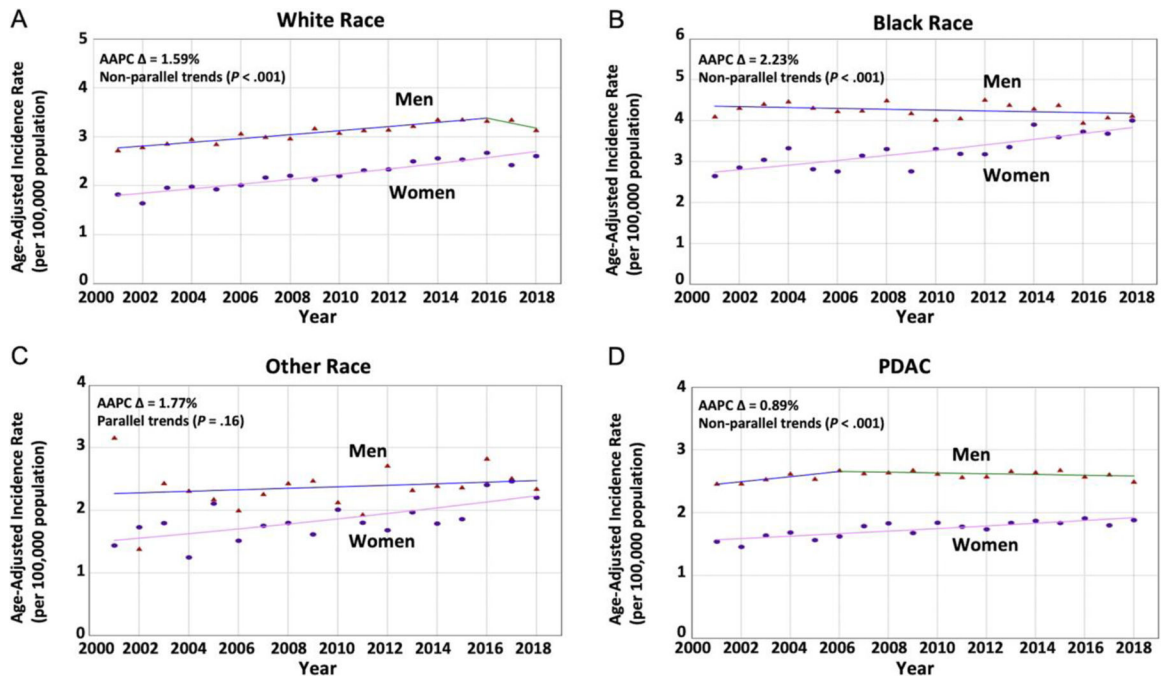 A
White Race
Age-Adjusted Incidence Rate
(per 100,000 population)
5
4
3
2
1
0
AAPC Δ = 1.59%
Non-parallel trends (P < .001)
Men
Women
2000 2002 2004 2006 2008 2010 2012 2014 2016 2018
Year
B
Black Race
Age-Adjusted Incidence Rate
(per 100,000 population)
6
5
4
3
2
1
0
AAPC Δ = 2.23%
Non-parallel trends (P < .001)
Men
Women
2000 2002 2004 2006 2008 2010 2012 2014 2016 2018
Year
C
Other Race
Age-Adjusted Incidence Rate
(per 100,000 population)
4
3
2
1
0
AAPC Δ = 1.77%
Parallel trends (P = .16)
Men
Women
2000 2002 2004 2006 2008 2010 2012 2014 2016 2018
Year
D
PDAC
Age-Adjusted Incidence Rate
(per 100,000 population)
4
3
2
1
0
AAPC Δ = 0.89%
Non-parallel trends (P < .001)
Men
Women
2000 2002 2004 2006 2008 2010 2012 2014 2016 2018
Year